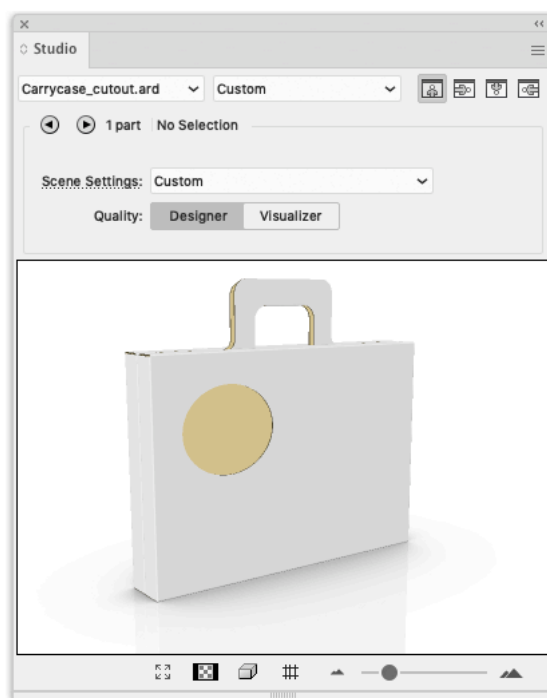 Studio
Carrycase_cutout.ard Custom
1 part No Selection
Scene Settings: Custom
Quality: Designer Visualizer